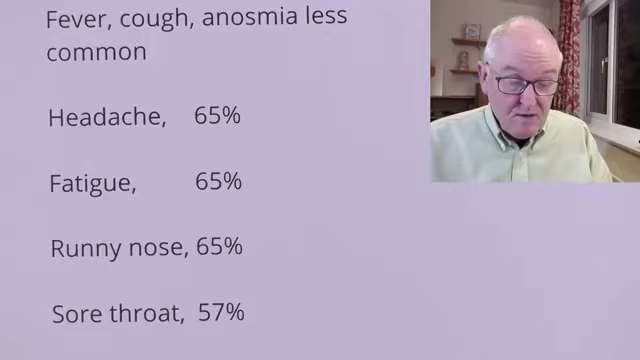 Fever, cough, anosmia less
common
Headache, 65%
Fatigue, 65%
Runny nose, 65%
Sore throat, 57%